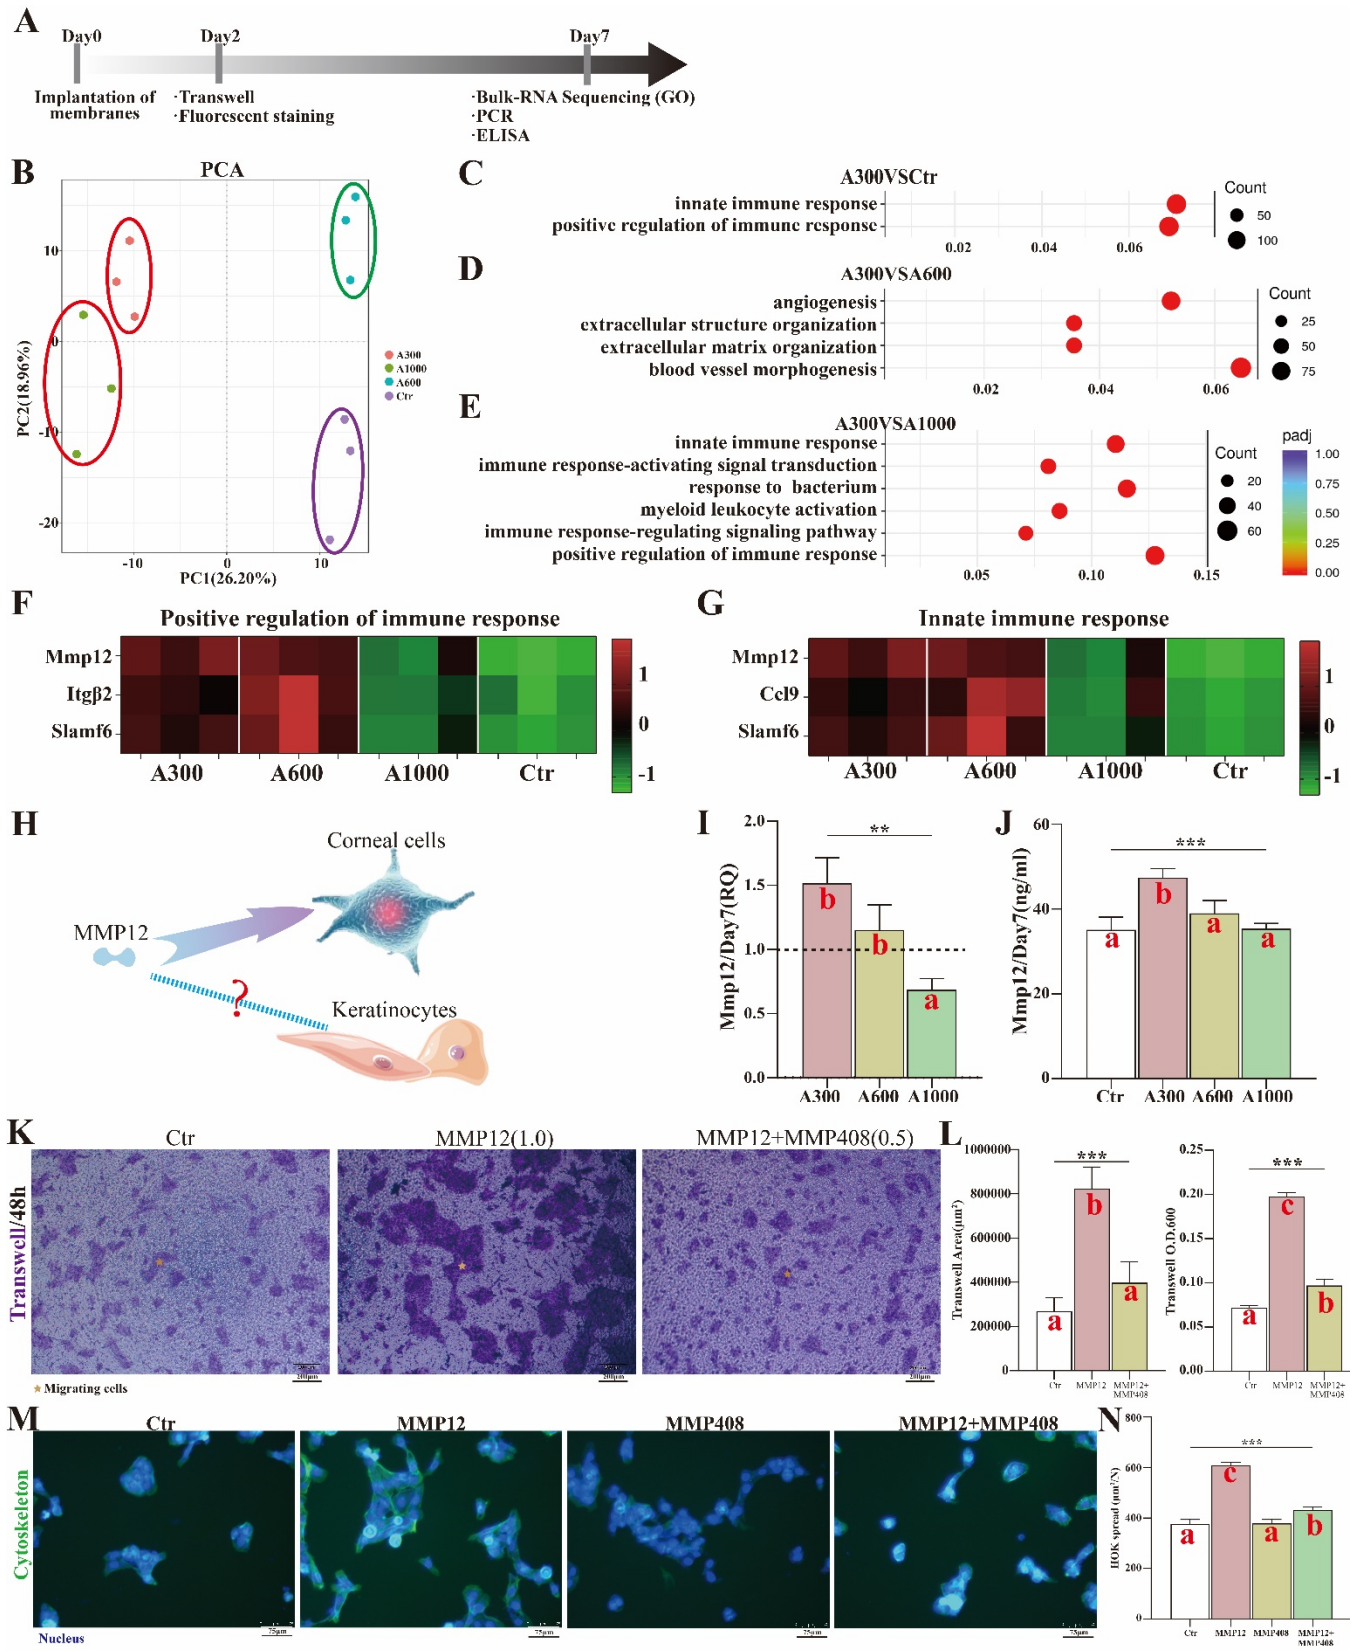 A
Day0 Day2 Day7
Implantation of membranes
·Transwell
·Fluorescent staining
·Bulk-RNA Sequencing (GO)
·PCR
·ELISA
B
PCA
10
0
-10
-20
PC2(18.96%)
-10 0 10
PC1(26.20%)
A300
A1000
A600
Ctr
C
A300VSCtr
innate immune response
positive regulation of immune response
0.02 0.04 0.06
Count
50
100
D
A300VSA600
angiogenesis
extracellular structure organization
extracellular matrix organization
blood vessel morphogenesis
0.02 0.04 0.06
Count
25
50
75
E
A300VSA1000
innate immune response
immune response-activating signal transduction
response to bacterium
myeloid leukocyte activation
immune response-regulating signaling pathway
positive regulation of immune response
0.05 0.10 0.15
Count
20
40
60
padj
1.00
0.75
0.50
0.25
0.00
F
Positive regulation of immune response
Mmp12
Itgβ2
Slamf6
A300 A600 A1000 Ctr
1
0
-1
G
Innate immune response
Mmp12
Ccl9
Slamf6
A300 A600 A1000 Ctr
1
0
-1
H
Corneal cells
MMP12
?
Keratinocytes
I
Mmp12/Day7(RQ)
2.0
1.5
1.0
0.5
0.0
**
b b a
A300 A600 A1000
J
Mmp12/Day7(ng/ml)
60
40
20
0
***
a b a a
Ctr A300 A600 A1000
K
Ctr MMP12(1.0) MMP12+MMP408(0.5)
Transwell/48h
200μm 200μm 200μm
Migrating cells
L
Transwell Area(μm²)
1000000
800000
600000
400000
200000
0
***
a b a
Ctr MMP12 MMP12+
MMP408
Transwell O.D.600
0.25
0.20
0.15
0.10
0.05
0.00
***
a c b
Ctr MMP12 MMP12+
MMP408
M
Ctr MMP12 MMP408 MMP12+MMP408
Cytoskeleton
75μm 75μm 75μm 75μm
Nucleus
N
HOK spread (μm²/N)
800
600
400
200
0
***
a c a b
Ctr MMP12 MMP408 MMP12+
MMP408